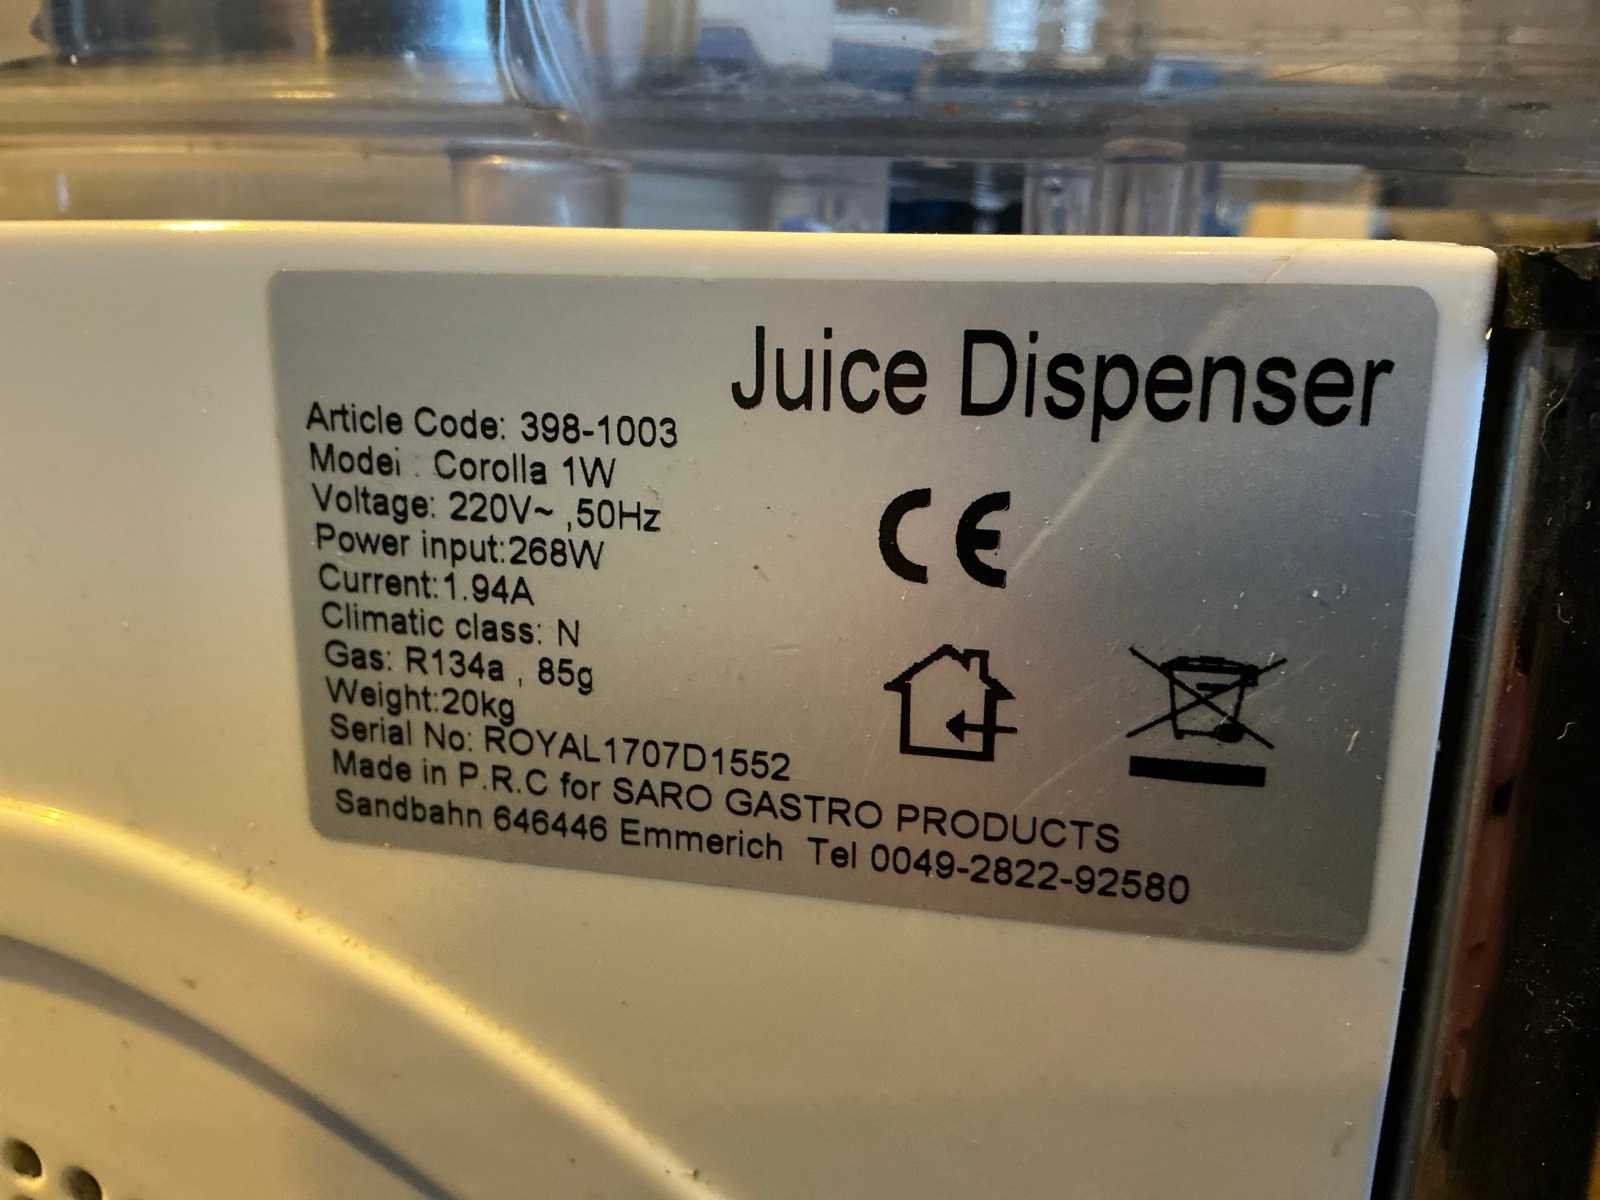 Juice Dispenser
Article Code: 398-1003
Model : Corolla 1W
Voltage: 220V~ ,50Hz
Power input:268W
Current:1.94A
Climatic class: N
Gas: R134a , 85g
Weight:20kg
Serial No: ROYAL1707D1552
Made in P.R.C for SARO GASTRO PRODUCTS
Sandbahn 646446 Emmerich Tel 0049-2822-92580
CE